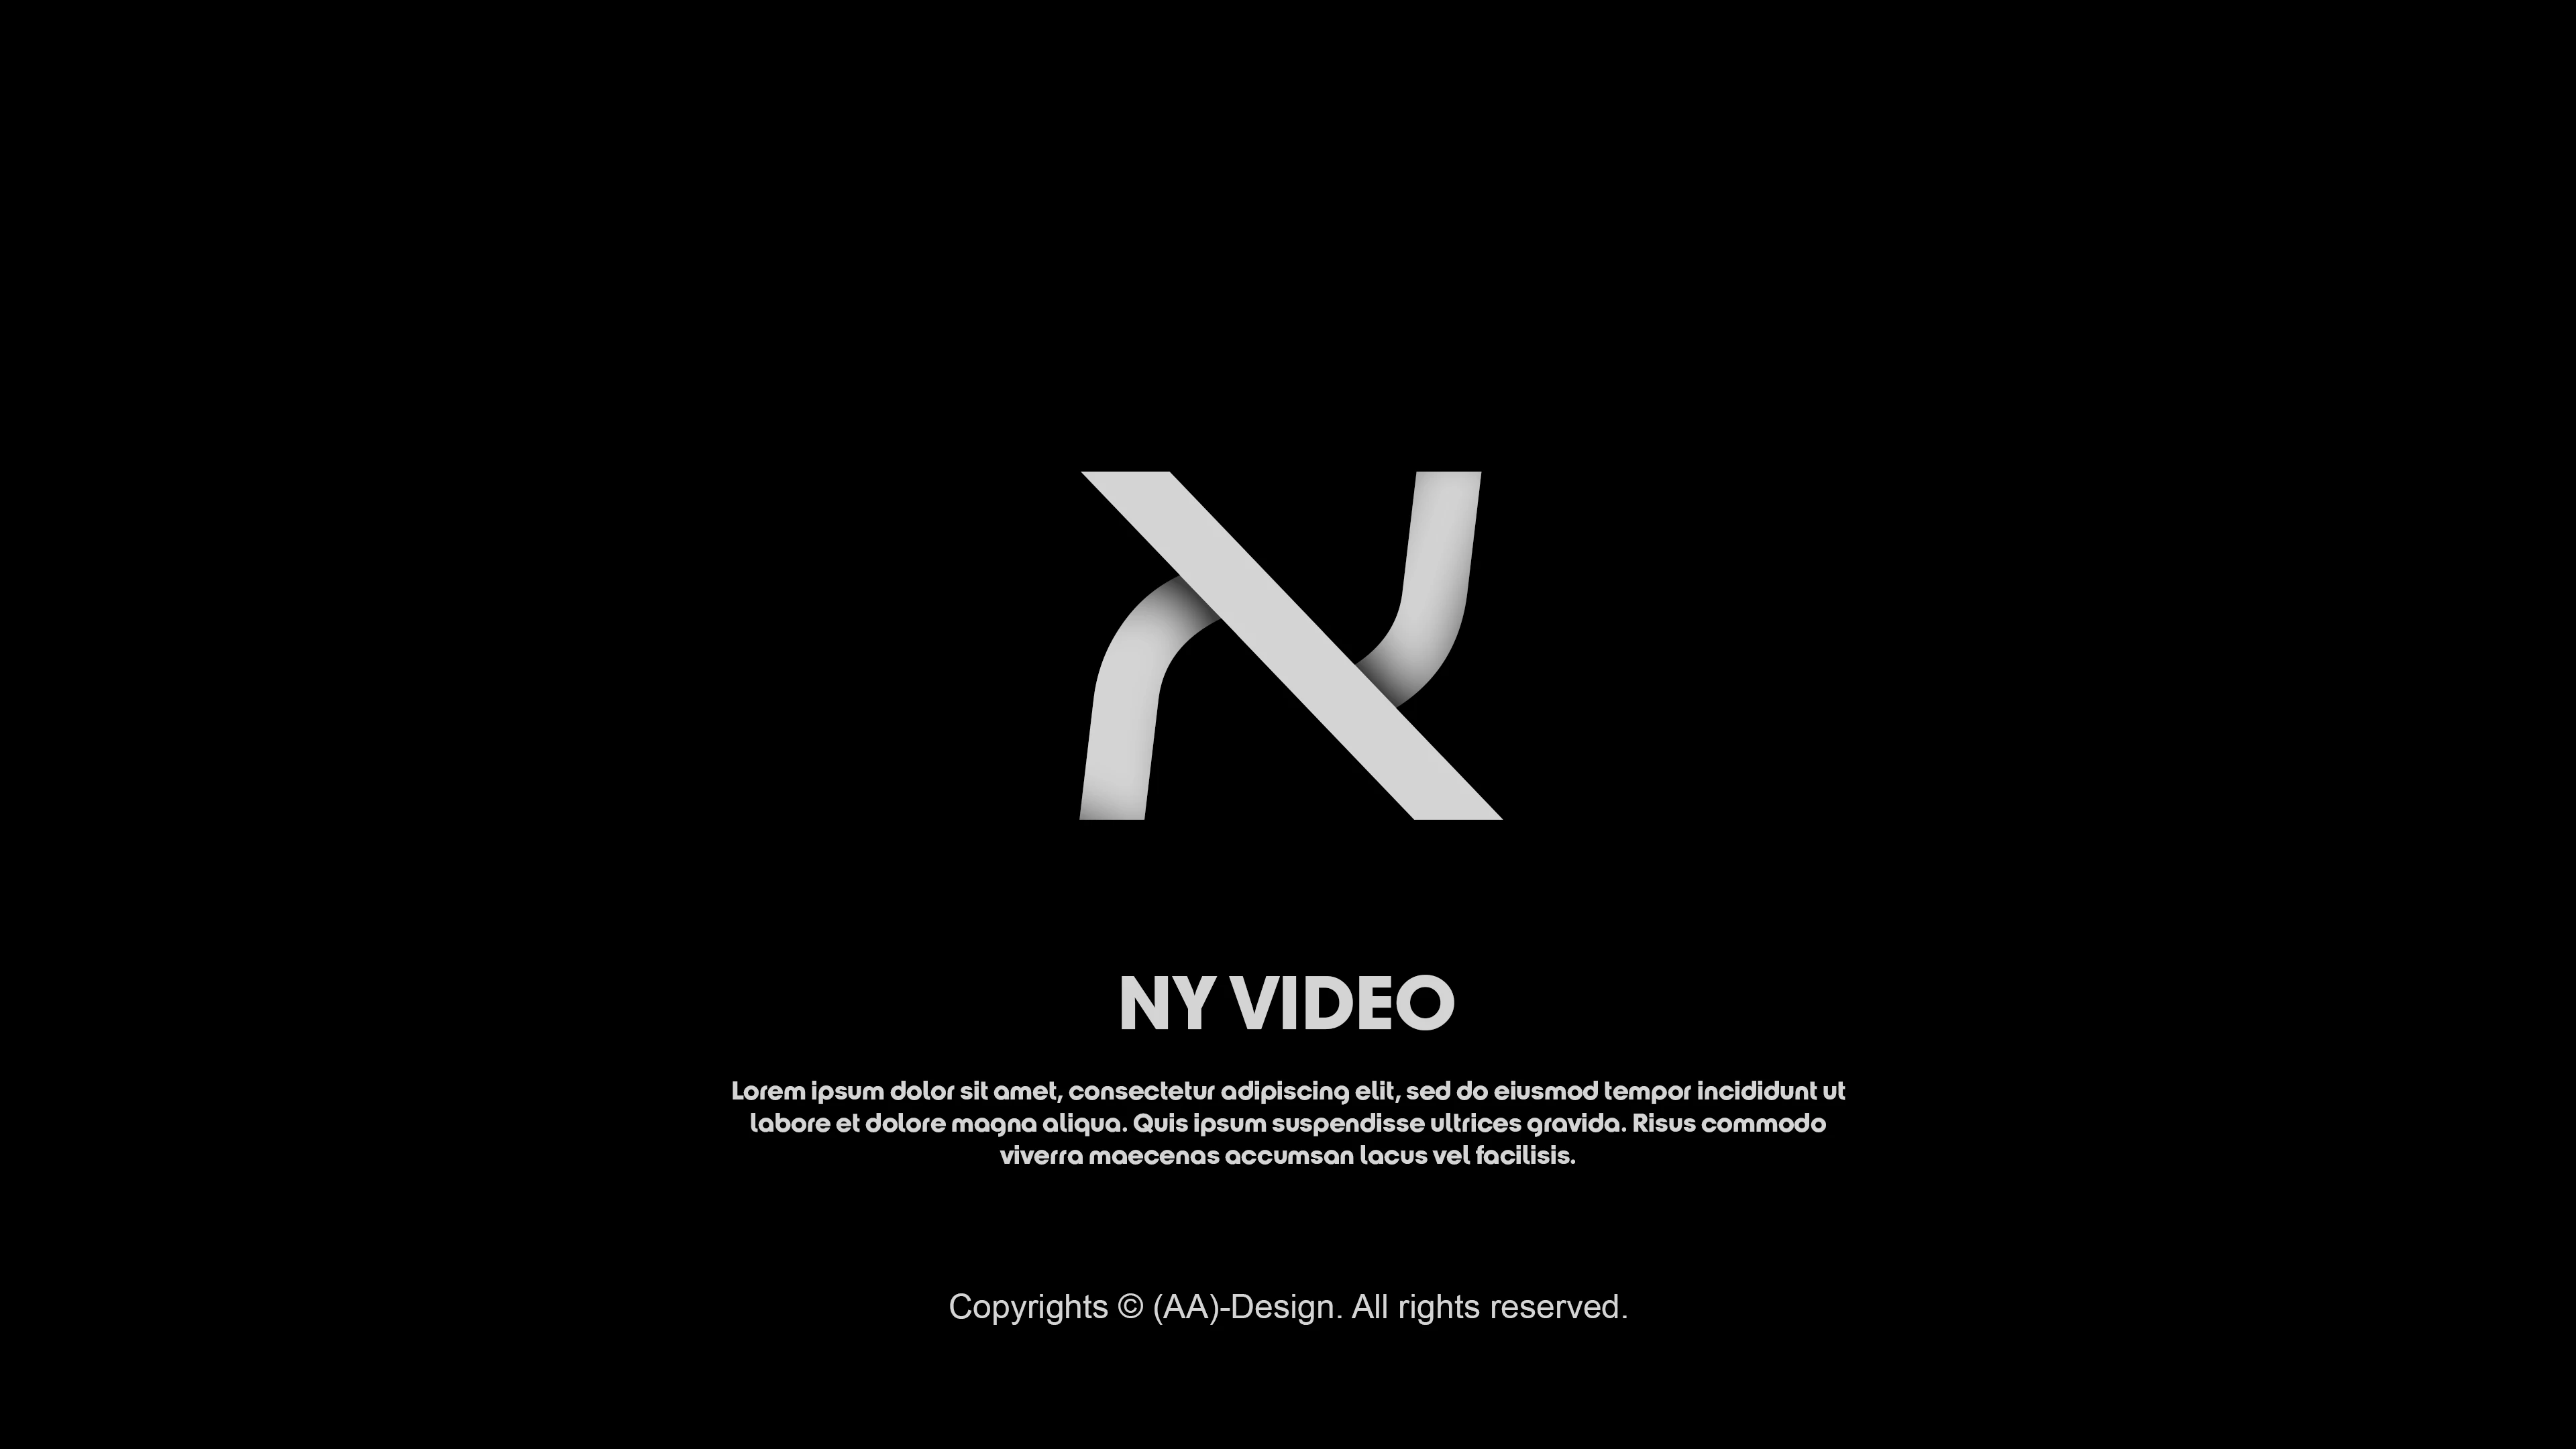 NY VIDEO
Lorem ipsum dolor sit amet, consectetur adipiscing elit, sed do eiusmod tempor incididunt ut
labore et dolore magna aliqua. Quis ipsum suspendisse ultrices gravida. Risus commodo
viverra maecenas accumsan lacus vel facilisis.
Copyrights © (AA)-Design. All rights reserved.